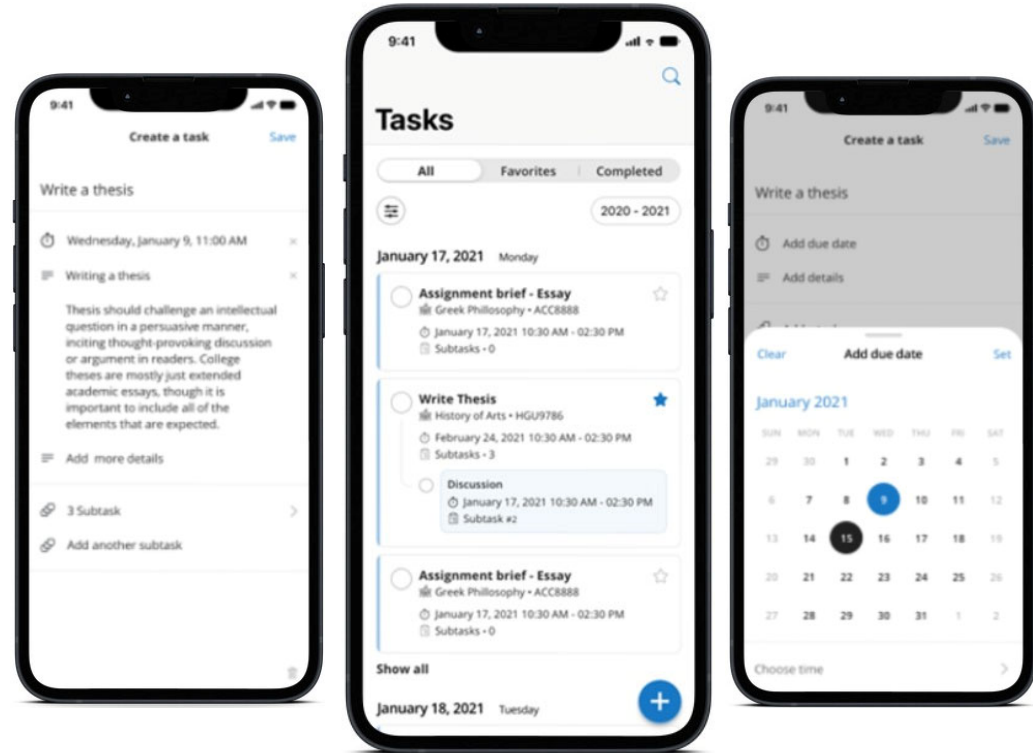 9:41
Create a task
Save
Write a thesis
Wednesday, January 9, 11:00 AM
Writing a thesis
Thesis should challenge an intellectual
question in a persuasive manner,
inciting thought-provoking discussion
or argument in readers. College
theses are mostly just extended
academic essays, though it is
important to include all of the
elements that are expected.
Add more details
3 Subtask
Add another subtask
9:41
Tasks
All Favorites Completed
2020 - 2021
January 17, 2021 Monday
Assignment brief - Essay
Greek Phillosophy • ACC8888
January 17, 2021 10:30 AM - 02:30 PM
Subtasks - 0
Write Thesis
History of Arts • HGU9786
February 24, 2021 10:30 AM - 02:30 PM
Subtasks - 3
Discussion
January 17, 2021 10:30 AM - 02:30 PM
Subtask #2
Assignment brief - Essay
Greek Phillosophy • ACC8888
January 17, 2021 10:30 AM - 02:30 PM
Subtasks - 0
Show all
January 18, 2021 Tuesday
9:41
Create a task
Save
Write a thesis
Add due date
Add details
Clear
Add due date
Set
January 2021
SUN MON TUE WED THU FRI SAT
29 30 1 2 3 4 5
6 7 8 9 10 11 12
13 14 15 16 17 18 19
20 21 22 23 24 25 26
27 28 29 30 31 1 2
Choose time